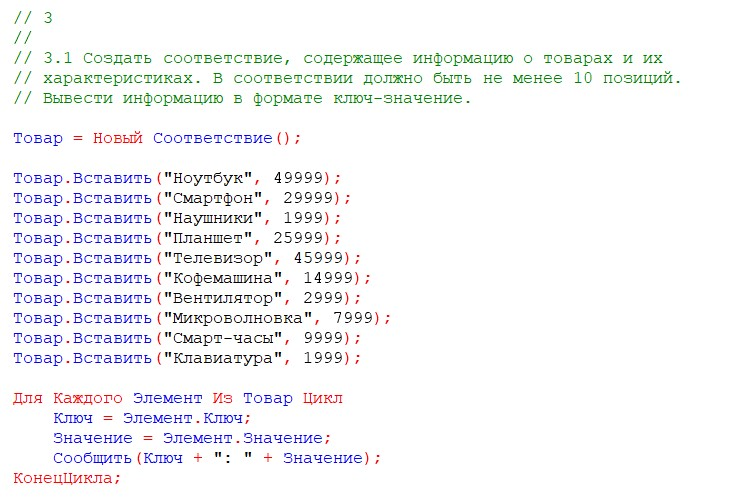 // 3
//
// 3.1 Создать соответствие, содержащее информацию о товарах и их
// характеристиках. В соответствии должно быть не менее 10 позиций.
// Вывести информацию в формате ключ-значение.

Товар = Новый Соответствие();

Товар.Вставить("Ноутбук", 49999);
Товар.Вставить("Смартфон", 29999);
Товар.Вставить("Наушники", 1999);
Товар.Вставить("Планшет", 25999);
Товар.Вставить("Телевизор", 45999);
Товар.Вставить("Кофемашина", 14999);
Товар.Вставить("Вентилятор", 2999);
Товар.Вставить("Микроволновка", 7999);
Товар.Вставить("Смарт-часы", 9999);
Товар.Вставить("Клавиатура", 1999);

Для Каждого Элемент Из Товар Цикл
    Ключ = Элемент.Ключ;
    Значение = Элемент.Значение;
    Сообщить(Ключ + ": " + Значение);
КонецЦикла;